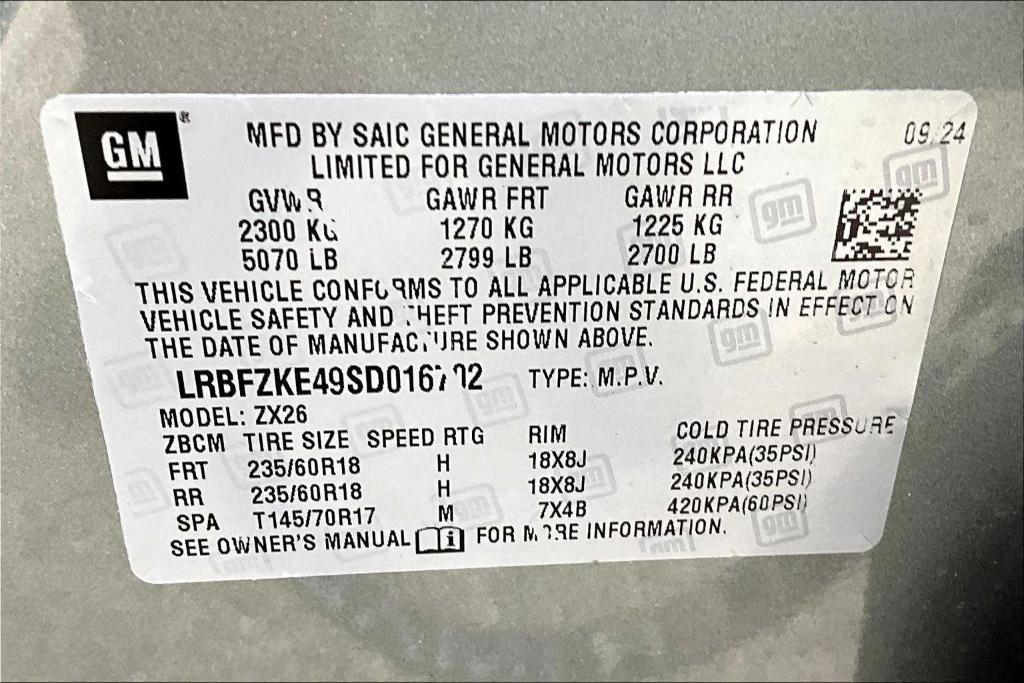 GM®
MFD BY SAIC GENERAL MOTORS CORPORATION
LIMITED FOR GENERAL MOTORS LLC
09/24
GVWR GAWR FRT GAWR RR
2300 KG 1270 KG 1225 KG
5070 LB 2799 LB 2700 LB
THIS VEHICLE CONFORMS TO ALL APPLICABLE U.S. FEDERAL MOTOR
VEHICLE SAFETY AND THEFT PREVENTION STANDARDS IN EFFECT ON
THE DATE OF MANUFACTURE SHOWN ABOVE.
LRBFZKE49SD016702 TYPE: M.P.V.
MODEL: ZX26
ZBCM TIRE SIZE SPEED RTG RIM COLD TIRE PRESSURE
FRT 235/60R18 H 18X8J 240KPA(35PSI)
RR 235/60R18 H 18X8J 240KPA(35PSI)
SPA T145/70R17 M 7X4B 420KPA(60PSI)
SEE OWNER'S MANUAL FOR MORE INFORMATION.